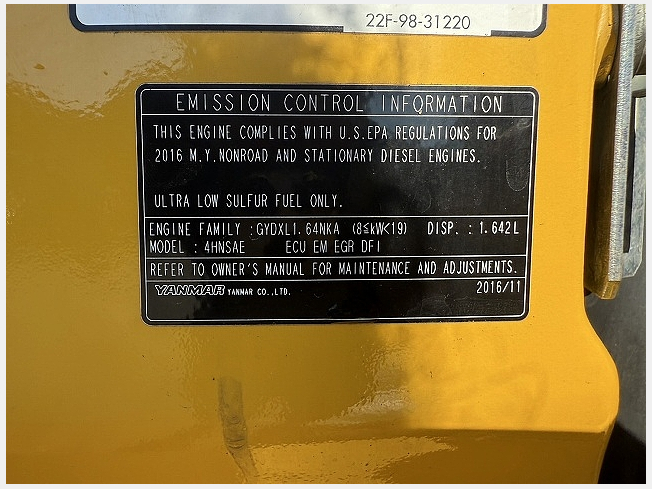 22F-98-31220
EMISSION CONTROL INFORMATION
THIS ENGINE COMPLIES WITH U.S.EPA REGULATIONS FOR
2016 M.Y.NONROAD AND STATIONARY DIESEL ENGINES.
ULTRA LOW SULFUR FUEL ONLY.
ENGINE FAMILY :GYDXL1.64NKA (8≦kW<19) DISP. : 1.642L
MODEL : 4HNSAE ECU EM EGR DFI
REFER TO OWNER'S MANUAL FOR MAINTENANCE AND ADJUSTMENTS.
YANMAR YANMAR CO.,LTD. 2016/11